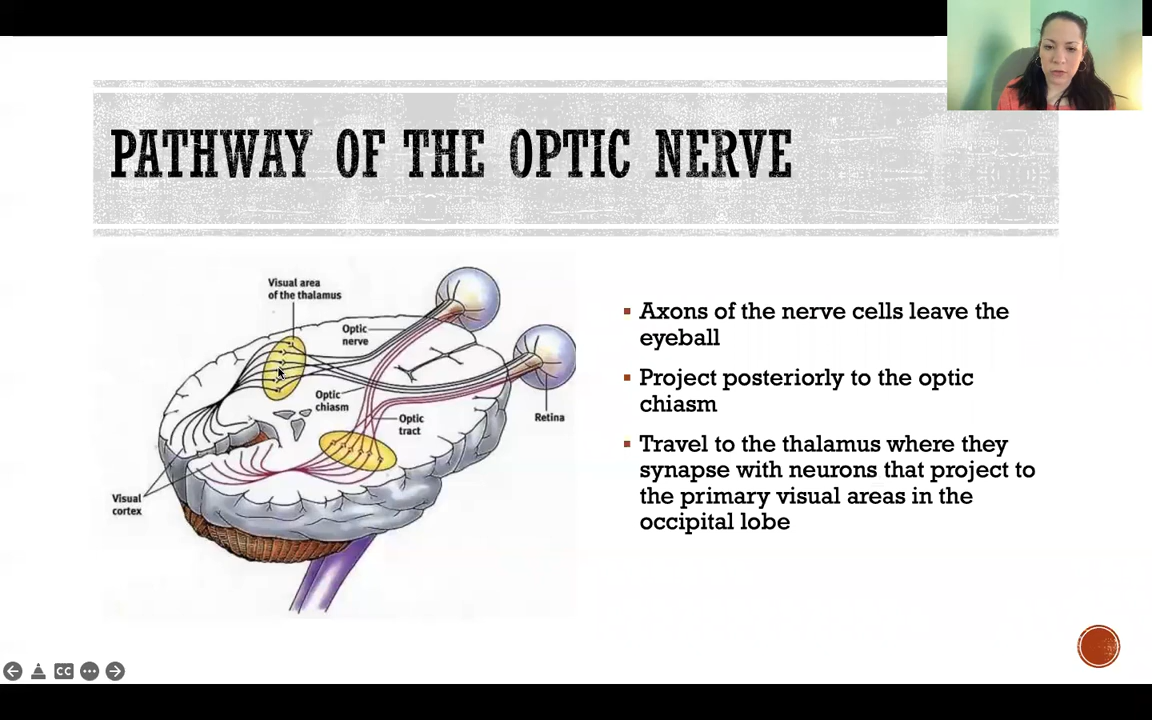 PATHWAY OF THE OPTIC NERVE
Visual area
of the thalamus
Optic
nerve
Optic
chiasm
Optic
tract
Retina
Visual
cortex
Axons of the nerve cells leave the
eyeball
Project posteriorly to the optic
chiasm
Travel to the thalamus where they
synapse with neurons that project to
the primary visual areas in the
occipital lobe
CC